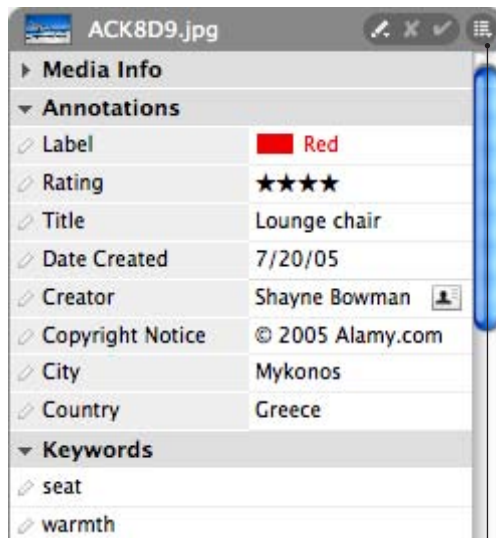 ACK8D9.jpg
Media Info
Annotations
Label Red
Rating ★★★★
Title Lounge chair
Date Created 7/20/05
Creator Shayne Bowman
Copyright Notice © 2005 Alamy.com
City Mykonos
Country Greece
Keywords
seat
warmth